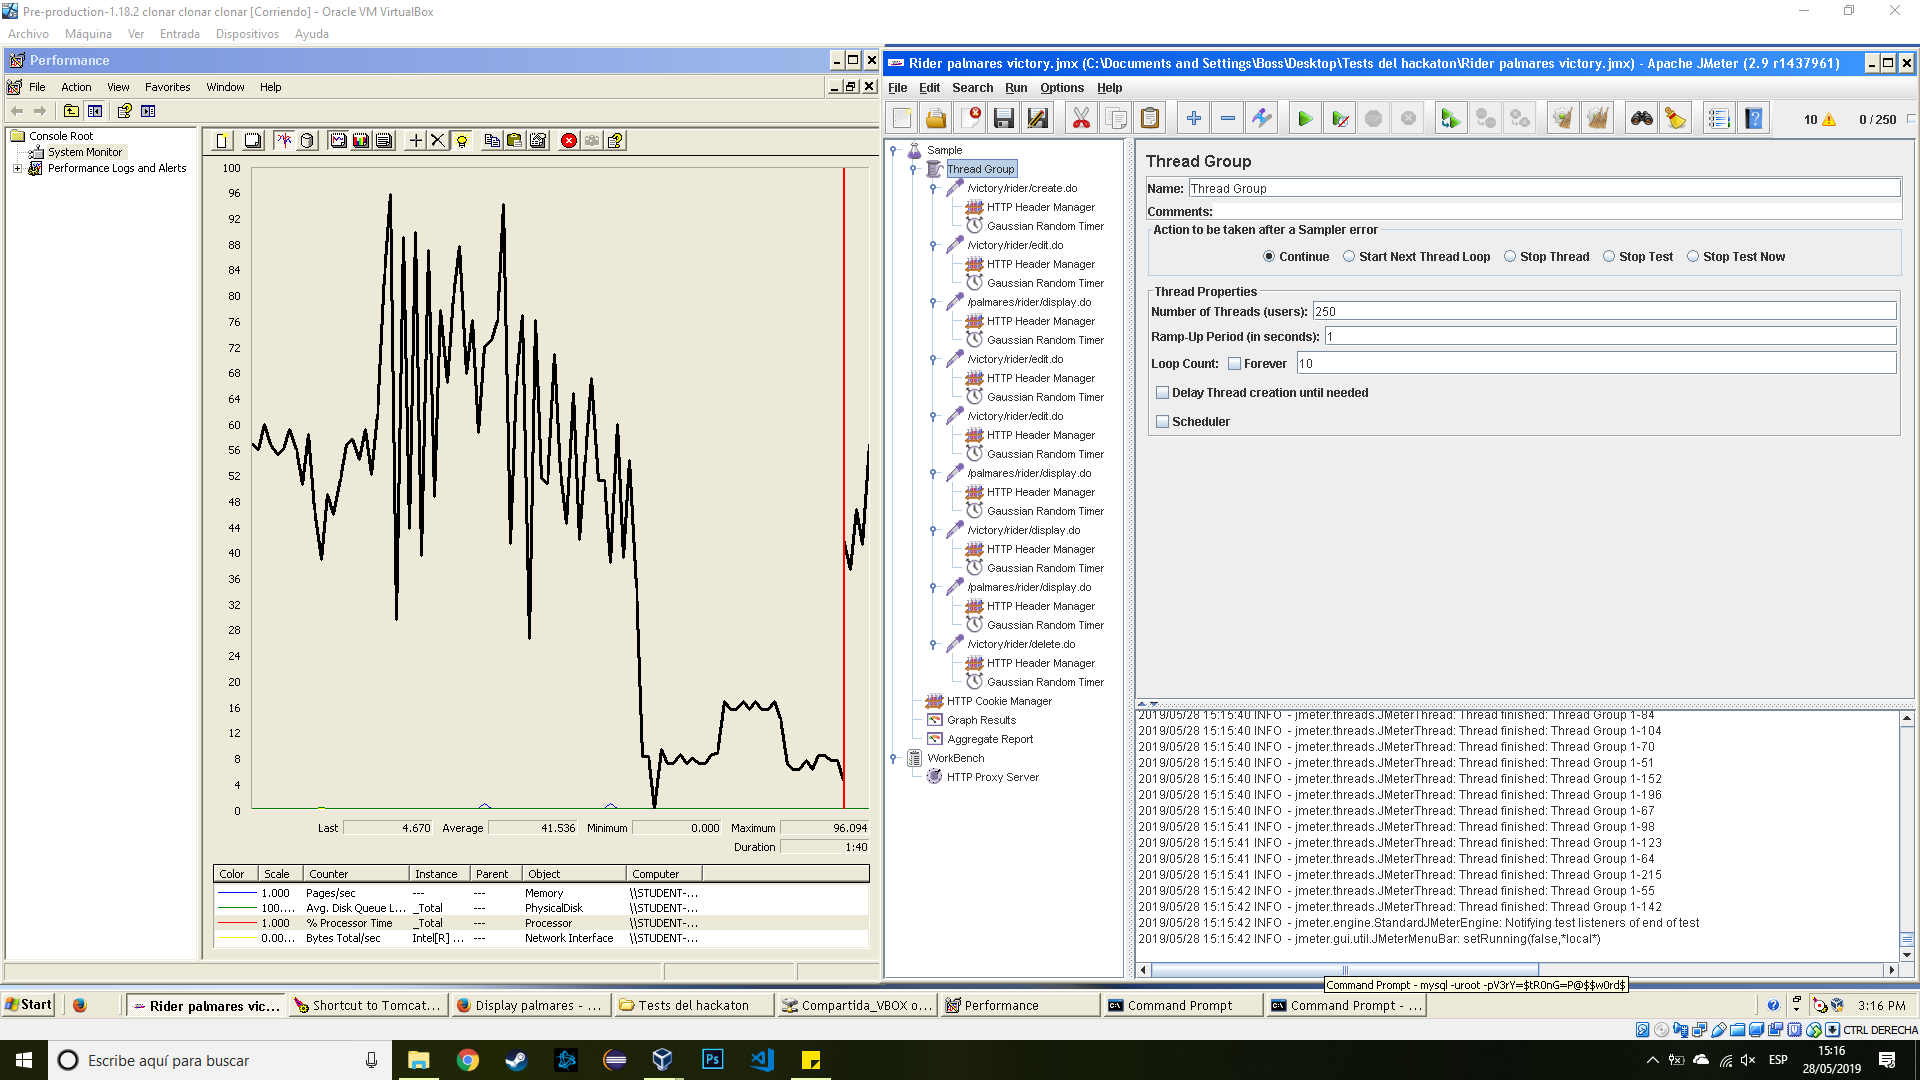 Pre-production-1.18.2 clonar clonar clonar [Corriendo] - Oracle VM VirtualBox
Archivo Máquina Ver Entrada Dispositivos Ayuda
Performance
File Action View Favorites Window Help
Console Root
System Monitor
Performance Logs and Alerts
100
96
92
88
84
80
76
72
68
64
60
56
52
48
44
40
36
32
28
24
20
16
12
8
4
0
Last 4.670 Average 41.536 Minimum 0.000 Maximum 96.094
Duration 1:40
Color Scale Counter Instance Parent Object Computer
1.000 Pages/sec --- --- Memory \\STUDENT-...
100.... Avg. Disk Queue L... _Total --- PhysicalDisk \\STUDENT-...
1.000 % Processor Time _Total --- Processor \\STUDENT-...
0.00... Bytes Total/sec Intel[R] ... --- Network Interface \\STUDENT-...
Rider palmares victory.jmx (C:\Documents and Settings\Boss\Desktop\Tests del hackaton\Rider palmares victory.jmx) - Apache JMeter (2.9 r1437961)
File Edit Search Run Options Help
10 0 / 250
Sample
Thread Group
/victory/rider/create.do
HTTP Header Manager
Gaussian Random Timer
/victory/rider/edit.do
HTTP Header Manager
Gaussian Random Timer
/palmares/rider/display.do
HTTP Header Manager
Gaussian Random Timer
/victory/rider/edit.do
HTTP Header Manager
Gaussian Random Timer
/victory/rider/edit.do
HTTP Header Manager
Gaussian Random Timer
/palmares/rider/display.do
HTTP Header Manager
Gaussian Random Timer
/victory/rider/display.do
HTTP Header Manager
Gaussian Random Timer
/palmares/rider/display.do
HTTP Header Manager
Gaussian Random Timer
/victory/rider/delete.do
HTTP Header Manager
Gaussian Random Timer
HTTP Cookie Manager
Graph Results
Aggregate Report
WorkBench
HTTP Proxy Server
Thread Group
Name: Thread Group
Comments:
Action to be taken after a Sampler error
Continue Start Next Thread Loop Stop Thread Stop Test Stop Test Now
Thread Properties
Number of Threads (users): 250
Ramp-Up Period (in seconds): 1
Loop Count: Forever 10
Delay Thread creation until needed
Scheduler
2019/05/28 15:15:40 INFO - jmeter.threads.JMeterThread: Thread finished: Thread Group 1-84
2019/05/28 15:15:40 INFO - jmeter.threads.JMeterThread: Thread finished: Thread Group 1-104
2019/05/28 15:15:40 INFO - jmeter.threads.JMeterThread: Thread finished: Thread Group 1-70
2019/05/28 15:15:40 INFO - jmeter.threads.JMeterThread: Thread finished: Thread Group 1-51
2019/05/28 15:15:40 INFO - jmeter.threads.JMeterThread: Thread finished: Thread Group 1-152
2019/05/28 15:15:40 INFO - jmeter.threads.JMeterThread: Thread finished: Thread Group 1-196
2019/05/28 15:15:40 INFO - jmeter.threads.JMeterThread: Thread finished: Thread Group 1-67
2019/05/28 15:15:41 INFO - jmeter.threads.JMeterThread: Thread finished: Thread Group 1-98
2019/05/28 15:15:41 INFO - jmeter.threads.JMeterThread: Thread finished: Thread Group 1-123
2019/05/28 15:15:41 INFO - jmeter.threads.JMeterThread: Thread finished: Thread Group 1-64
2019/05/28 15:15:41 INFO - jmeter.threads.JMeterThread: Thread finished: Thread Group 1-215
2019/05/28 15:15:42 INFO - jmeter.threads.JMeterThread: Thread finished: Thread Group 1-55
2019/05/28 15:15:42 INFO - jmeter.threads.JMeterThread: Thread finished: Thread Group 1-142
2019/05/28 15:15:42 INFO - jmeter.engine.StandardJMeterEngine: Notifying test listeners of end of test
2019/05/28 15:15:42 INFO - jmeter.gui.util.JMeterMenuBar: setRunning(false,*local*)
Command Prompt - mysql -uroot -pV3rY=$tR0nG=P@$$w0rd$
Start Rider palmares vic... Shortcut to Tomcat... Display palmares - ... Tests del hackaton Compartida_VBOX o... Performance Command Prompt Command Prompt - ... 3:16 PM
CTRL DERECHA
Escribe aquí para buscar
Ps
ESP
15:16
28/05/2019